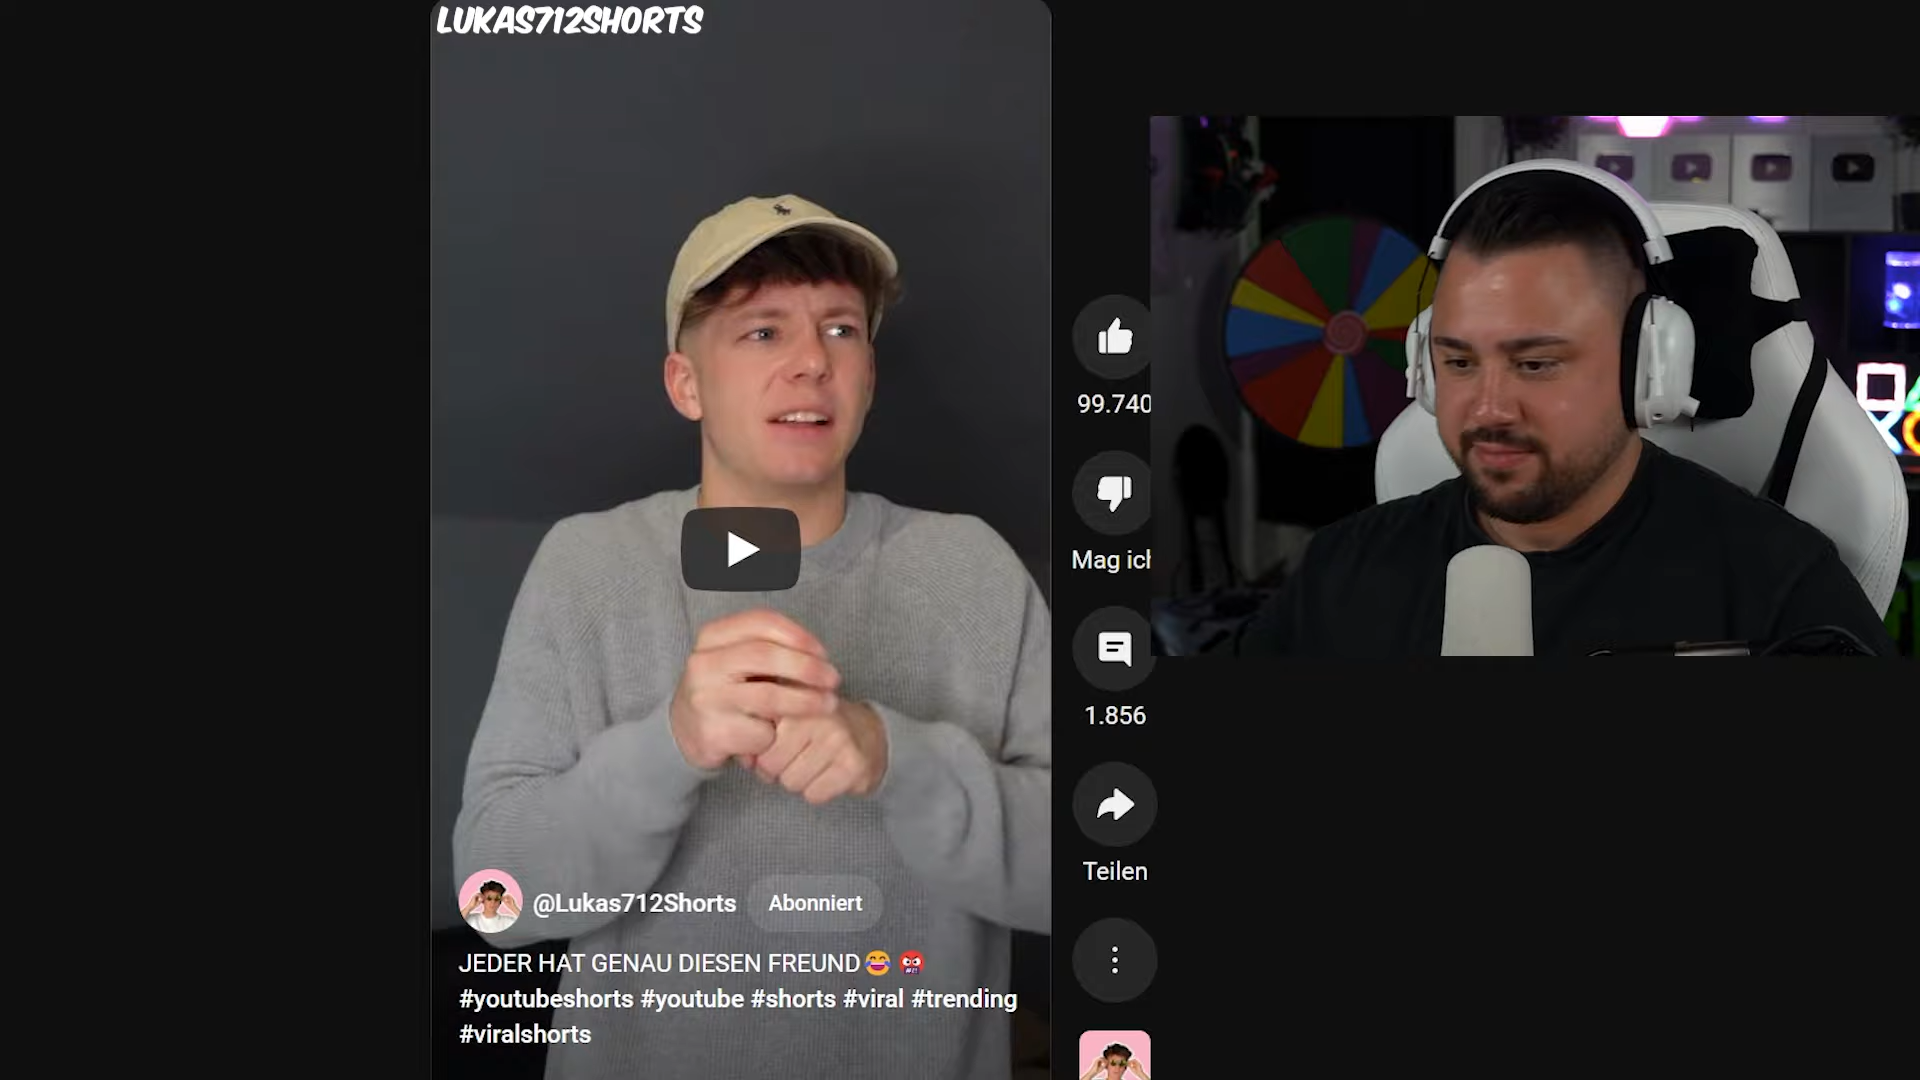 LUKAS712SHORTS
99.740
Mag ich
1.856
Teilen
@Lukas712Shorts Abonniert
JEDER HAT GENAU DIESEN FREUND😂 🤬
#youtubeshorts #youtube #shorts #viral #trending
#viralshorts